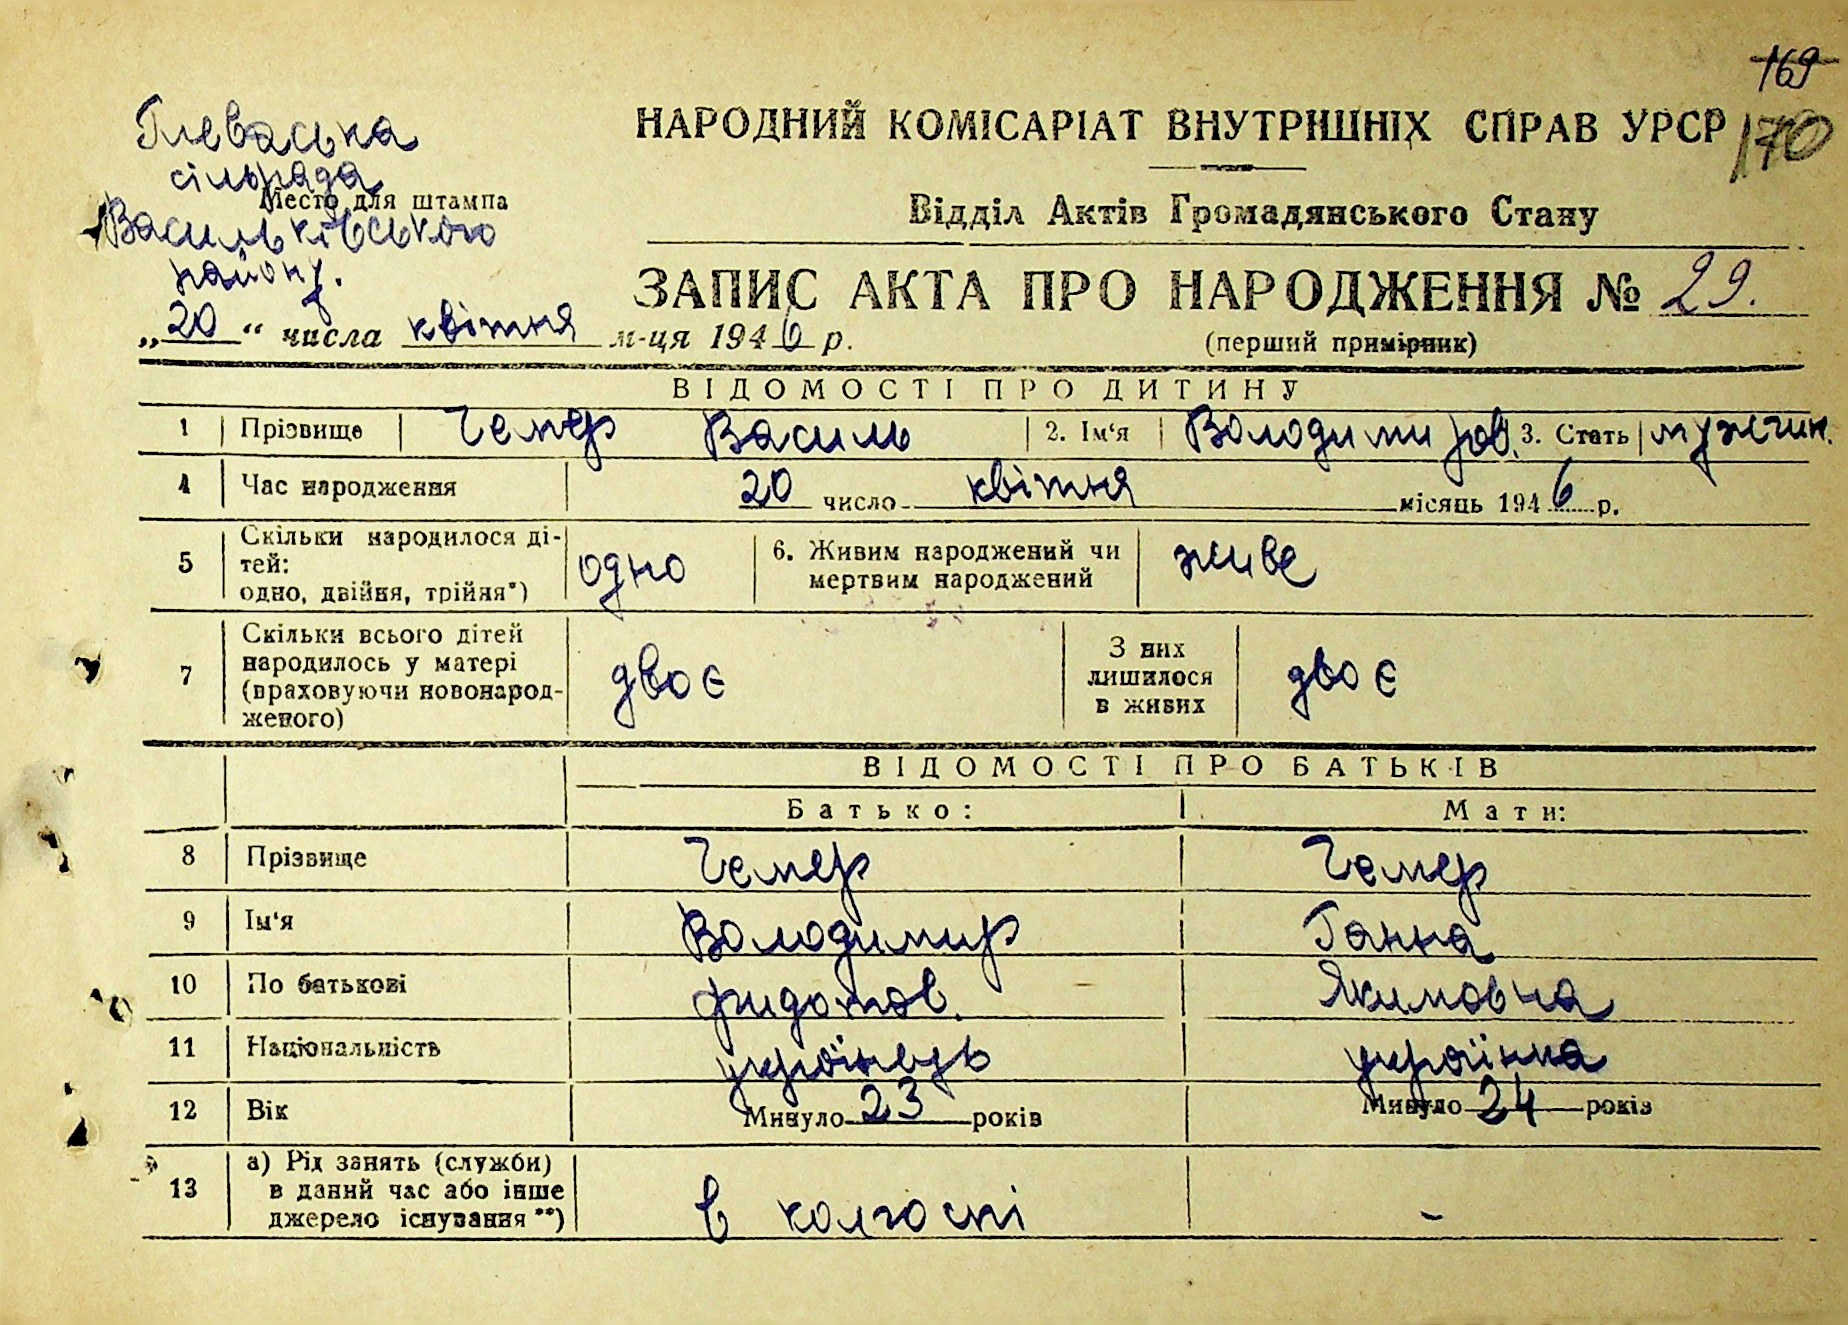 169
170
Глеваська
сільрада
Место для штампа
Васильківського
району.
НАРОДНИЙ КОМІСАРІАТ ВНУТРІШНІХ СПРАВ УРСР
Відділ Актів Громадянського Стану
ЗАПИС АКТА ПРО НАРОДЖЕННЯ № 29.
„20“ числа квітня м-ця 1946 р.
(перший примірник)
ВІДОМОСТІ ПРО ДИТИНУ
1 Прізвище Чемер Василь 2. Ім‘я Володимиров. 3. Стать мужчин.
4 Час народження 20 число квітня місяць 1946 р.
5 Скільки народилося ді-
тей:
одно, двійня, трійня*) одно 6. Живим народжений чи
мертвим народжений живе
7 Скільки всього дітей
народилось у матері
(враховуючи новонарод-
женого) двоє З них
лишилося
в живих двоє
ВІДОМОСТІ ПРО БАТЬКІВ
Батько: Мати:
8 Прізвище Чемер Чемер
9 Ім‘я Володимир Ганна
10 По батькові Фидотов. Якимовна
11 Національність українець українка
12 Вік Минуло 23 років Минуло 24 років
13 а) Рід занять (служби)
в даний час або інше
джерело існування**) в колгоспі -